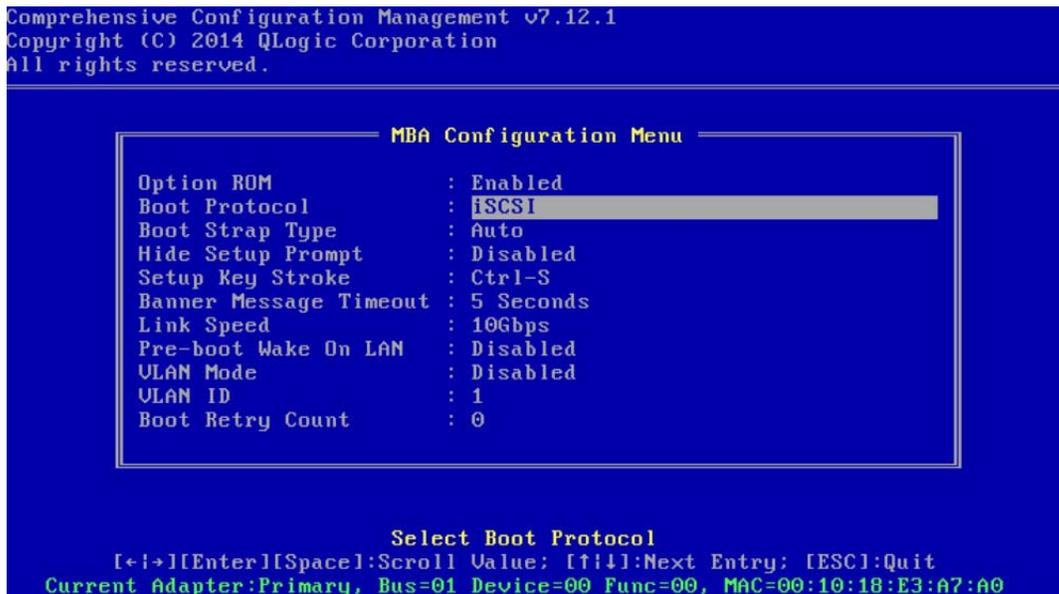 Comprehensive Configuration Management v7.12.1
Copyright (C) 2014 QLogic Corporation
All rights reserved.
MBA Configuration Menu
Option ROM : Enabled
Boot Protocol : iSCSI
Boot Strap Type : Auto
Hide Setup Prompt : Disabled
Setup Key Stroke : Ctrl-S
Banner Message Timeout : 5 Seconds
Link Speed : 10Gbps
Pre-boot Wake On LAN : Disabled
VLAN Mode : Disabled
VLAN ID : 1
Boot Retry Count : 0
Select Boot Protocol
[←|→][Enter][Space]:Scroll Value; [↑|↓]:Next Entry; [ESC]:Quit
Current Adapter:Primary, Bus=01 Device=00 Func=00, MAC=00:10:18:E3:A7:A0